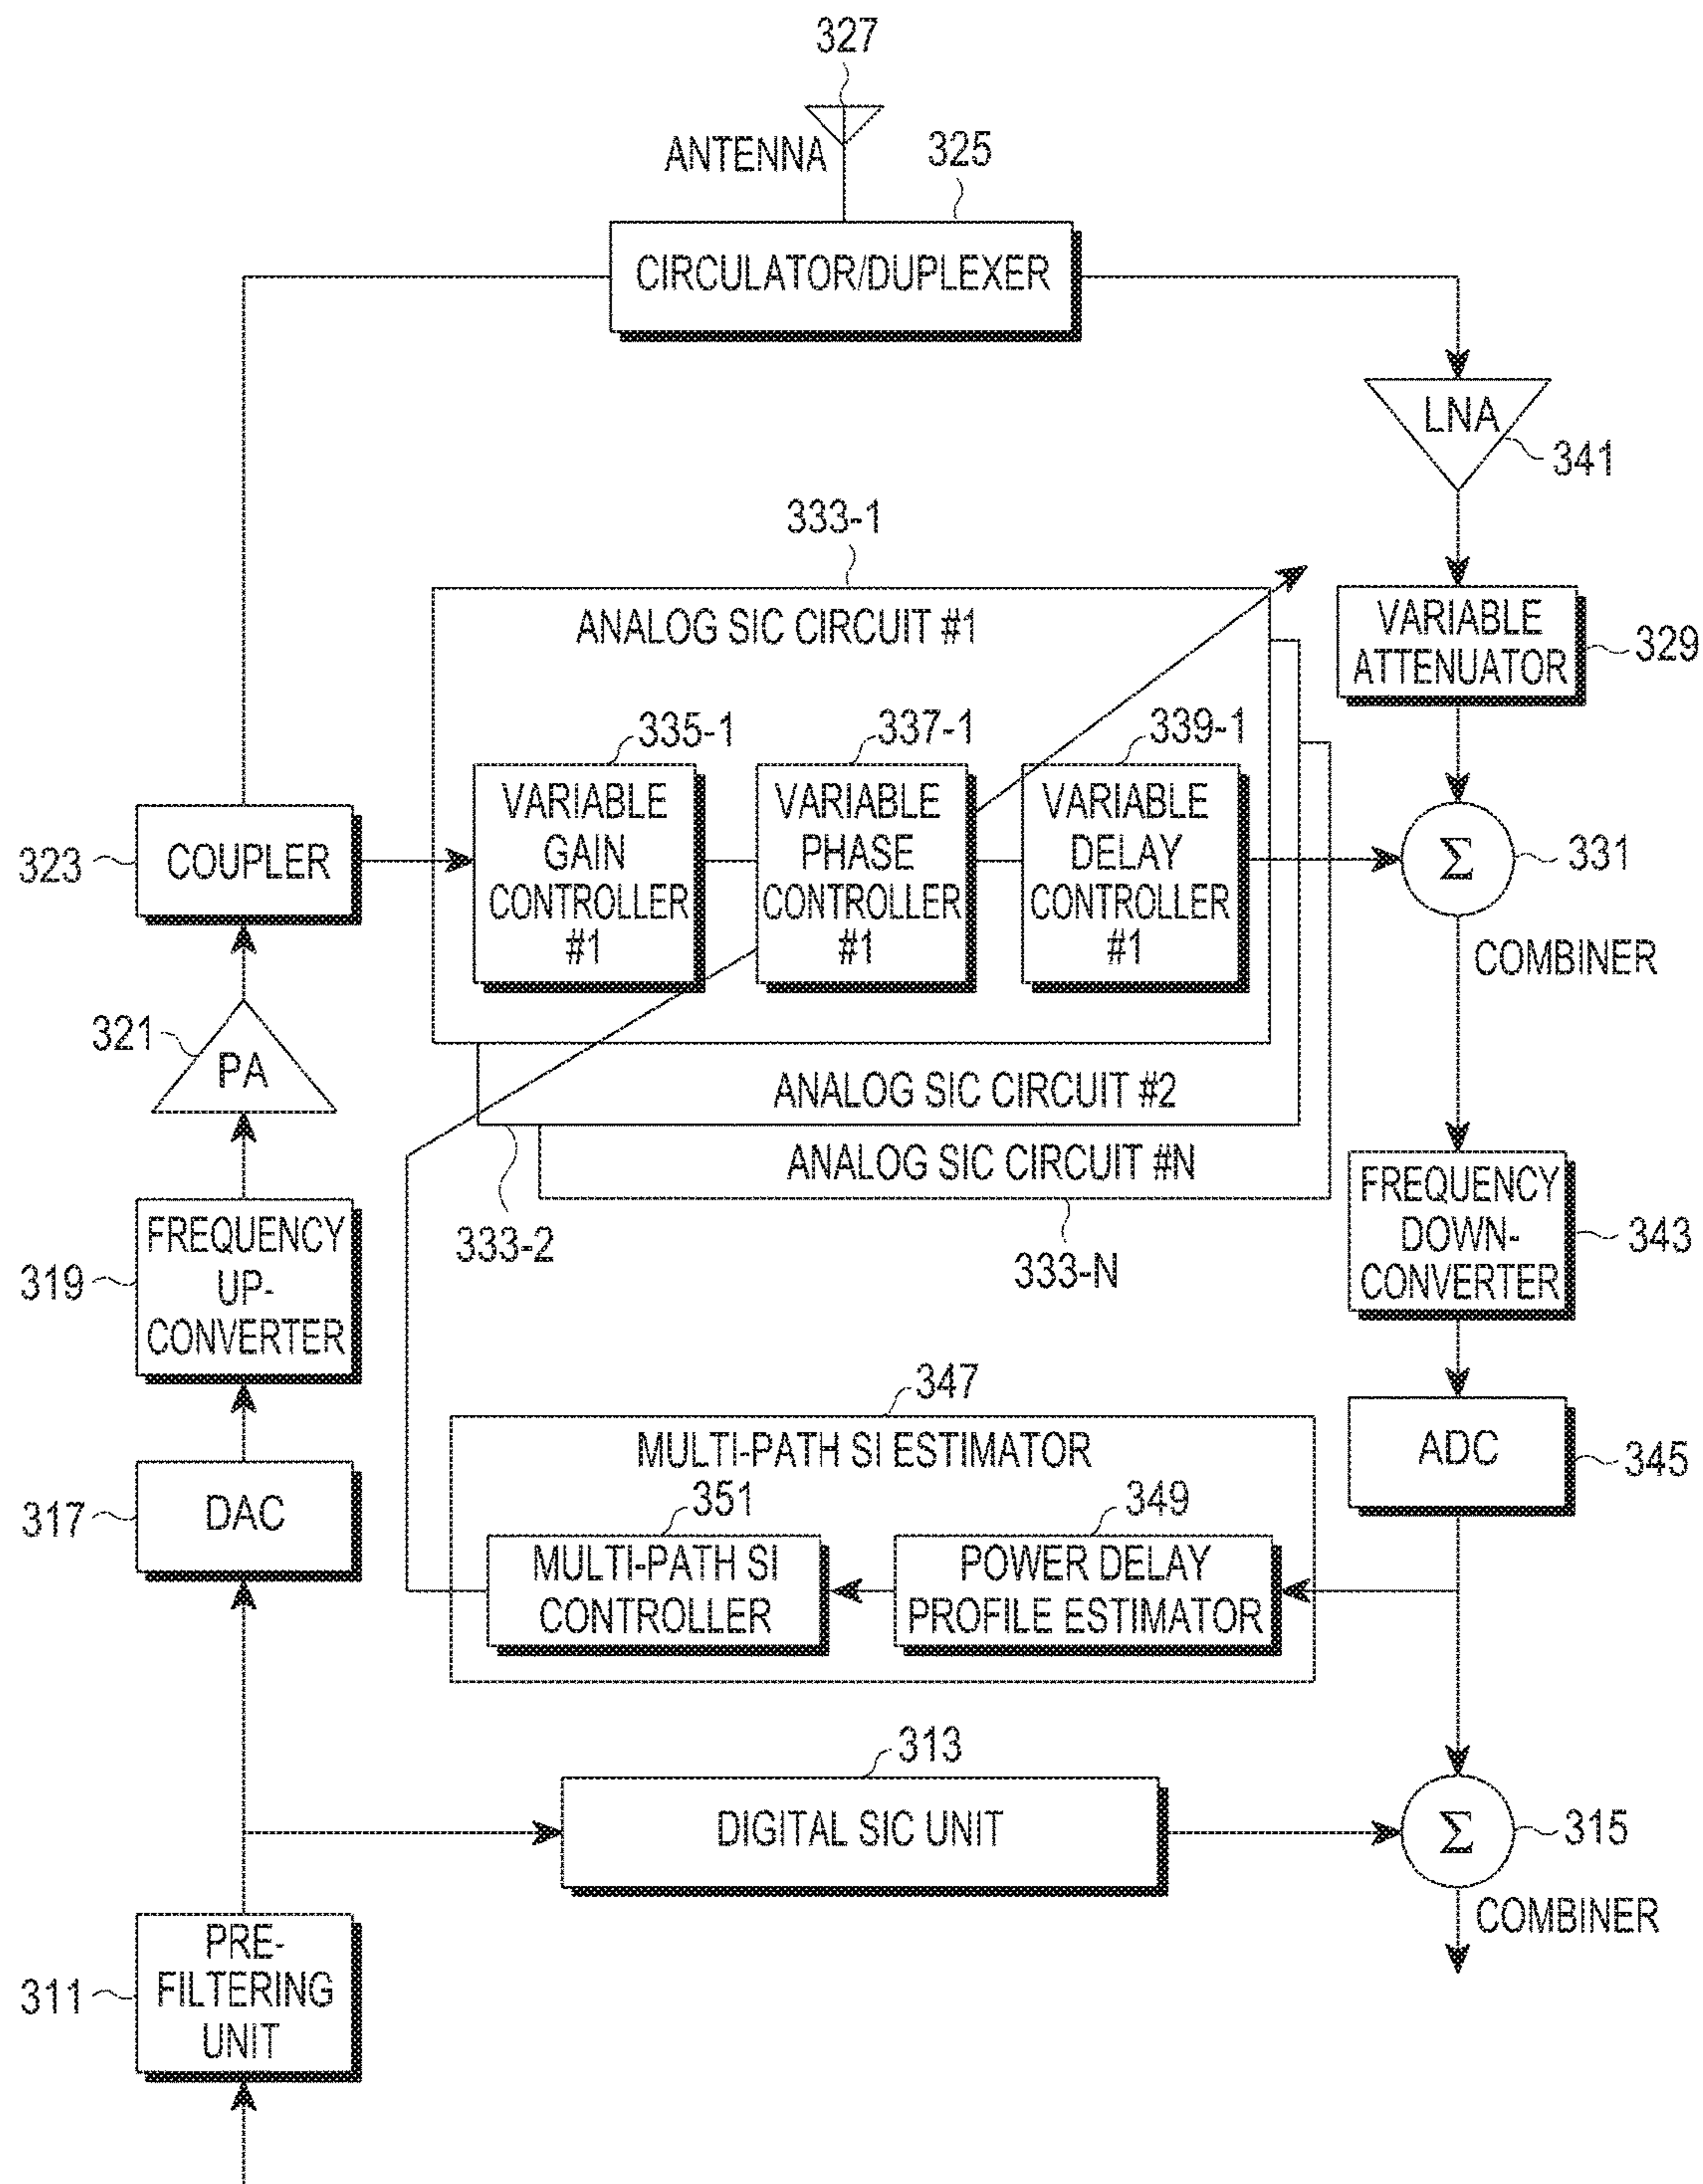 327
ANTENNA
325
CIRCULATOR/DUPLEXER
LNA
341
333-1
ANALOG SIC CIRCUIT #1
VARIABLE
ATTENUATOR
329
335-1
337-1
339-1
VARIABLE
GAIN
CONTROLLER
#1
VARIABLE
PHASE
CONTROLLER
#1
VARIABLE
DELAY
CONTROLLER
#1
323
COUPLER
Σ
331
COMBINER
321
PA
ANALOG SIC CIRCUIT #2
ANALOG SIC CIRCUIT #N
333-2
333-N
319
FREQUENCY
UP-
CONVERTER
FREQUENCY
DOWN-
CONVERTER
343
347
MULTI-PATH SI ESTIMATOR
ADC
345
317
DAC
351
MULTI-PATH SI
CONTROLLER
349
POWER DELAY
PROFILE ESTIMATOR
313
DIGITAL SIC UNIT
Σ
315
COMBINER
311
PRE-
FILTERING
UNIT